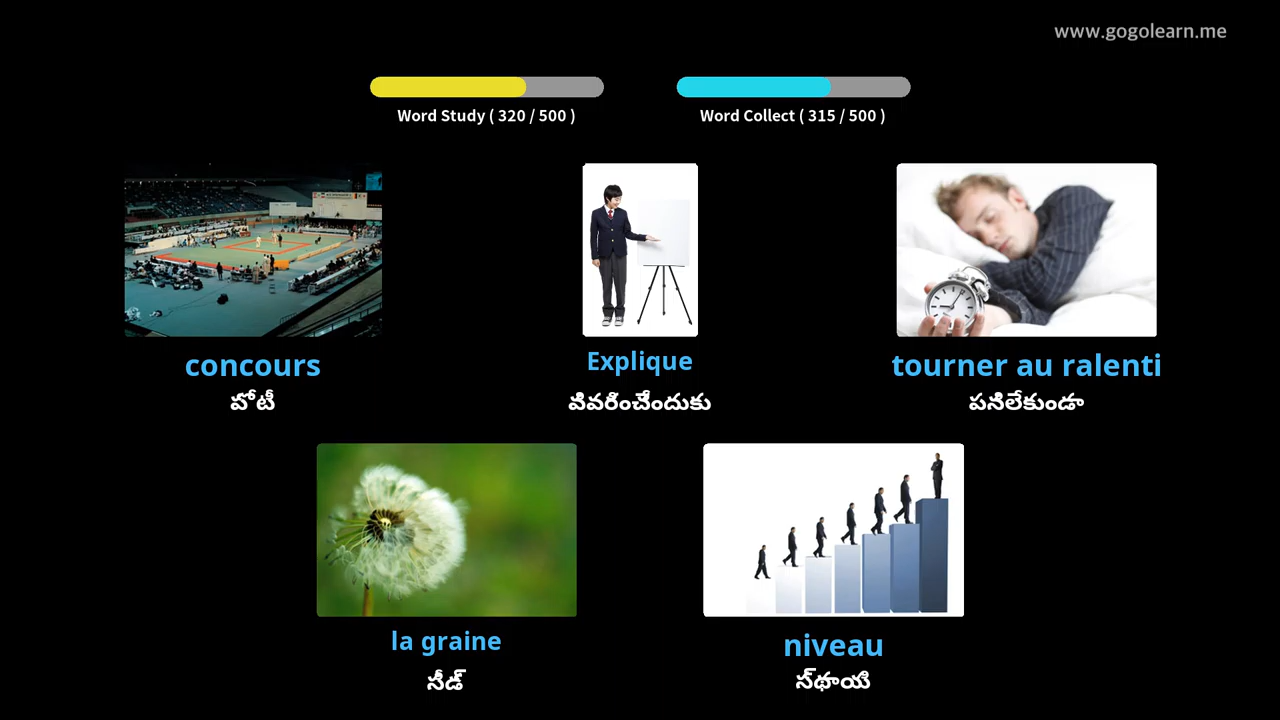 www.gogolearn.me
Word Study ( 320 / 500 )
Word Collect ( 315 / 500 )
concours
Explique
tourner au ralenti
పోటీ
వివరించేందుకు
పనిలేకుండా
la graine
niveau
సీడ్
స్థాయి